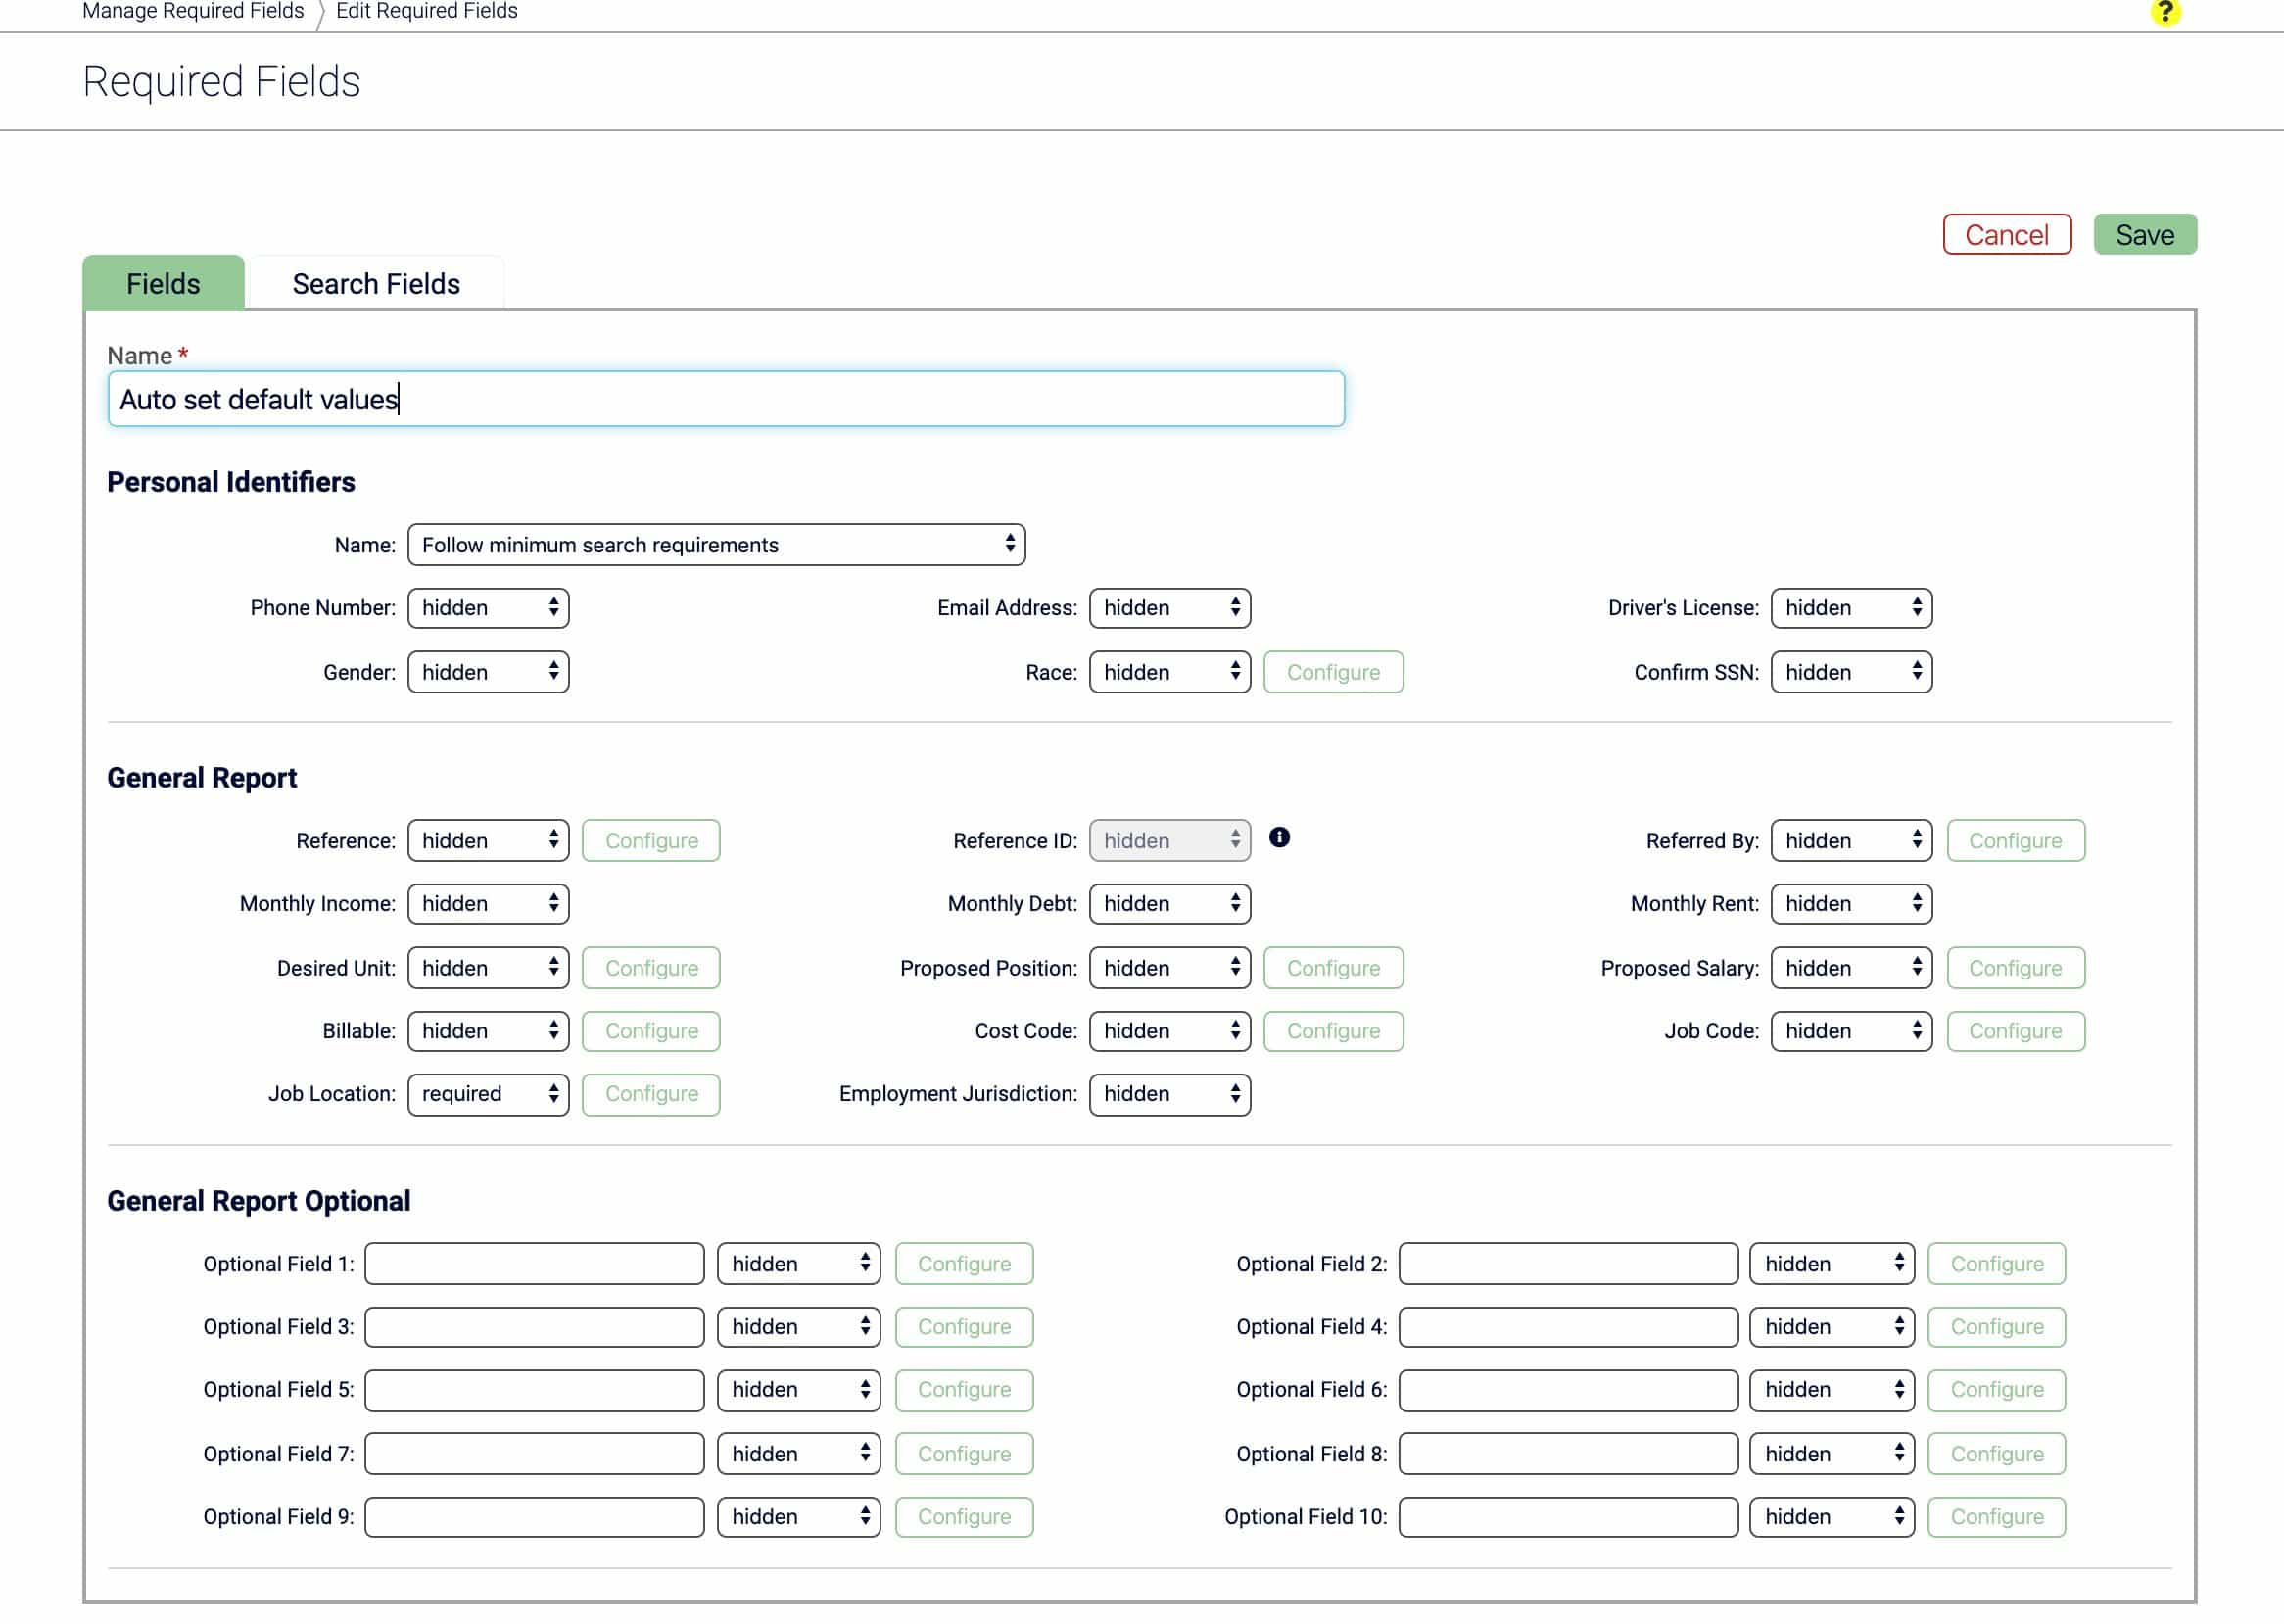 Manage Required Fields Edit Required Fields ?
Required Fields
Cancel Save
Fields Search Fields
Name *
Auto set default values
Personal Identifiers
Name: Follow minimum search requirements
Phone Number: hidden Email Address: hidden Driver's License: hidden
Gender: hidden Race: hidden Configure Confirm SSN: hidden
General Report
Reference: hidden Configure Reference ID: hidden i Referred By: hidden Configure
Monthly Income: hidden Monthly Debt: hidden Monthly Rent: hidden
Desired Unit: hidden Configure Proposed Position: hidden Configure Proposed Salary: hidden Configure
Billable: hidden Configure Cost Code: hidden Configure Job Code: hidden Configure
Job Location: required Configure Employment Jurisdiction: hidden
General Report Optional
Optional Field 1: hidden Configure Optional Field 2: hidden Configure
Optional Field 3: hidden Configure Optional Field 4: hidden Configure
Optional Field 5: hidden Configure Optional Field 6: hidden Configure
Optional Field 7: hidden Configure Optional Field 8: hidden Configure
Optional Field 9: hidden Configure Optional Field 10: hidden Configure